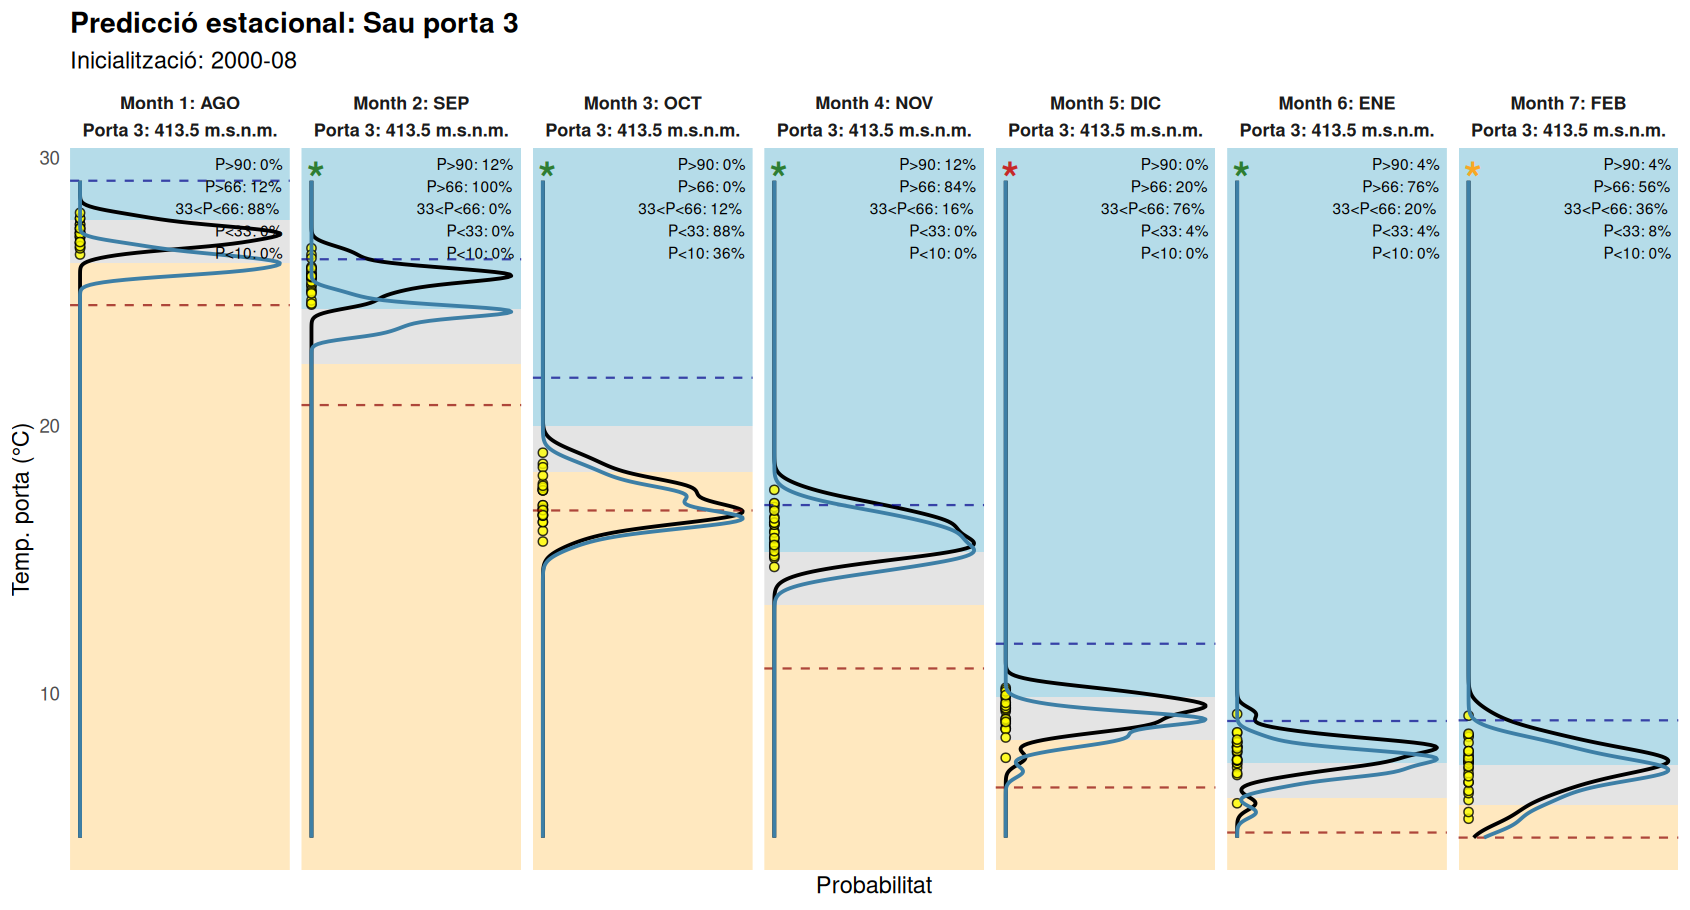 Predicció estacional: Sau porta 3
Inicialització: 2000-08
Month 1: AGO
Porta 3: 413.5 m.s.n.m.
Month 2: SEP
Porta 3: 413.5 m.s.n.m.
Month 3: OCT
Porta 3: 413.5 m.s.n.m.
Month 4: NOV
Porta 3: 413.5 m.s.n.m.
Month 5: DIC
Porta 3: 413.5 m.s.n.m.
Month 6: ENE
Porta 3: 413.5 m.s.n.m.
Month 7: FEB
Porta 3: 413.5 m.s.n.m.
P>90: 0%
P>66: 12%
33<P<66: 88%
P<33: 0%
P<10: 0%
*
P>90: 12%
P>66: 100%
33<P<66: 0%
P<33: 0%
P<10: 0%
*
P>90: 0%
P>66: 0%
33<P<66: 12%
P<33: 88%
P<10: 36%
*
P>90: 12%
P>66: 84%
33<P<66: 16%
P<33: 0%
P<10: 0%
*
P>90: 0%
P>66: 20%
33<P<66: 76%
P<33: 4%
P<10: 0%
*
P>90: 4%
P>66: 76%
33<P<66: 20%
P<33: 4%
P<10: 0%
*
P>90: 4%
P>66: 56%
33<P<66: 36%
P<33: 8%
P<10: 0%
30
20
10
Temp. porta (°C)
Probabilitat